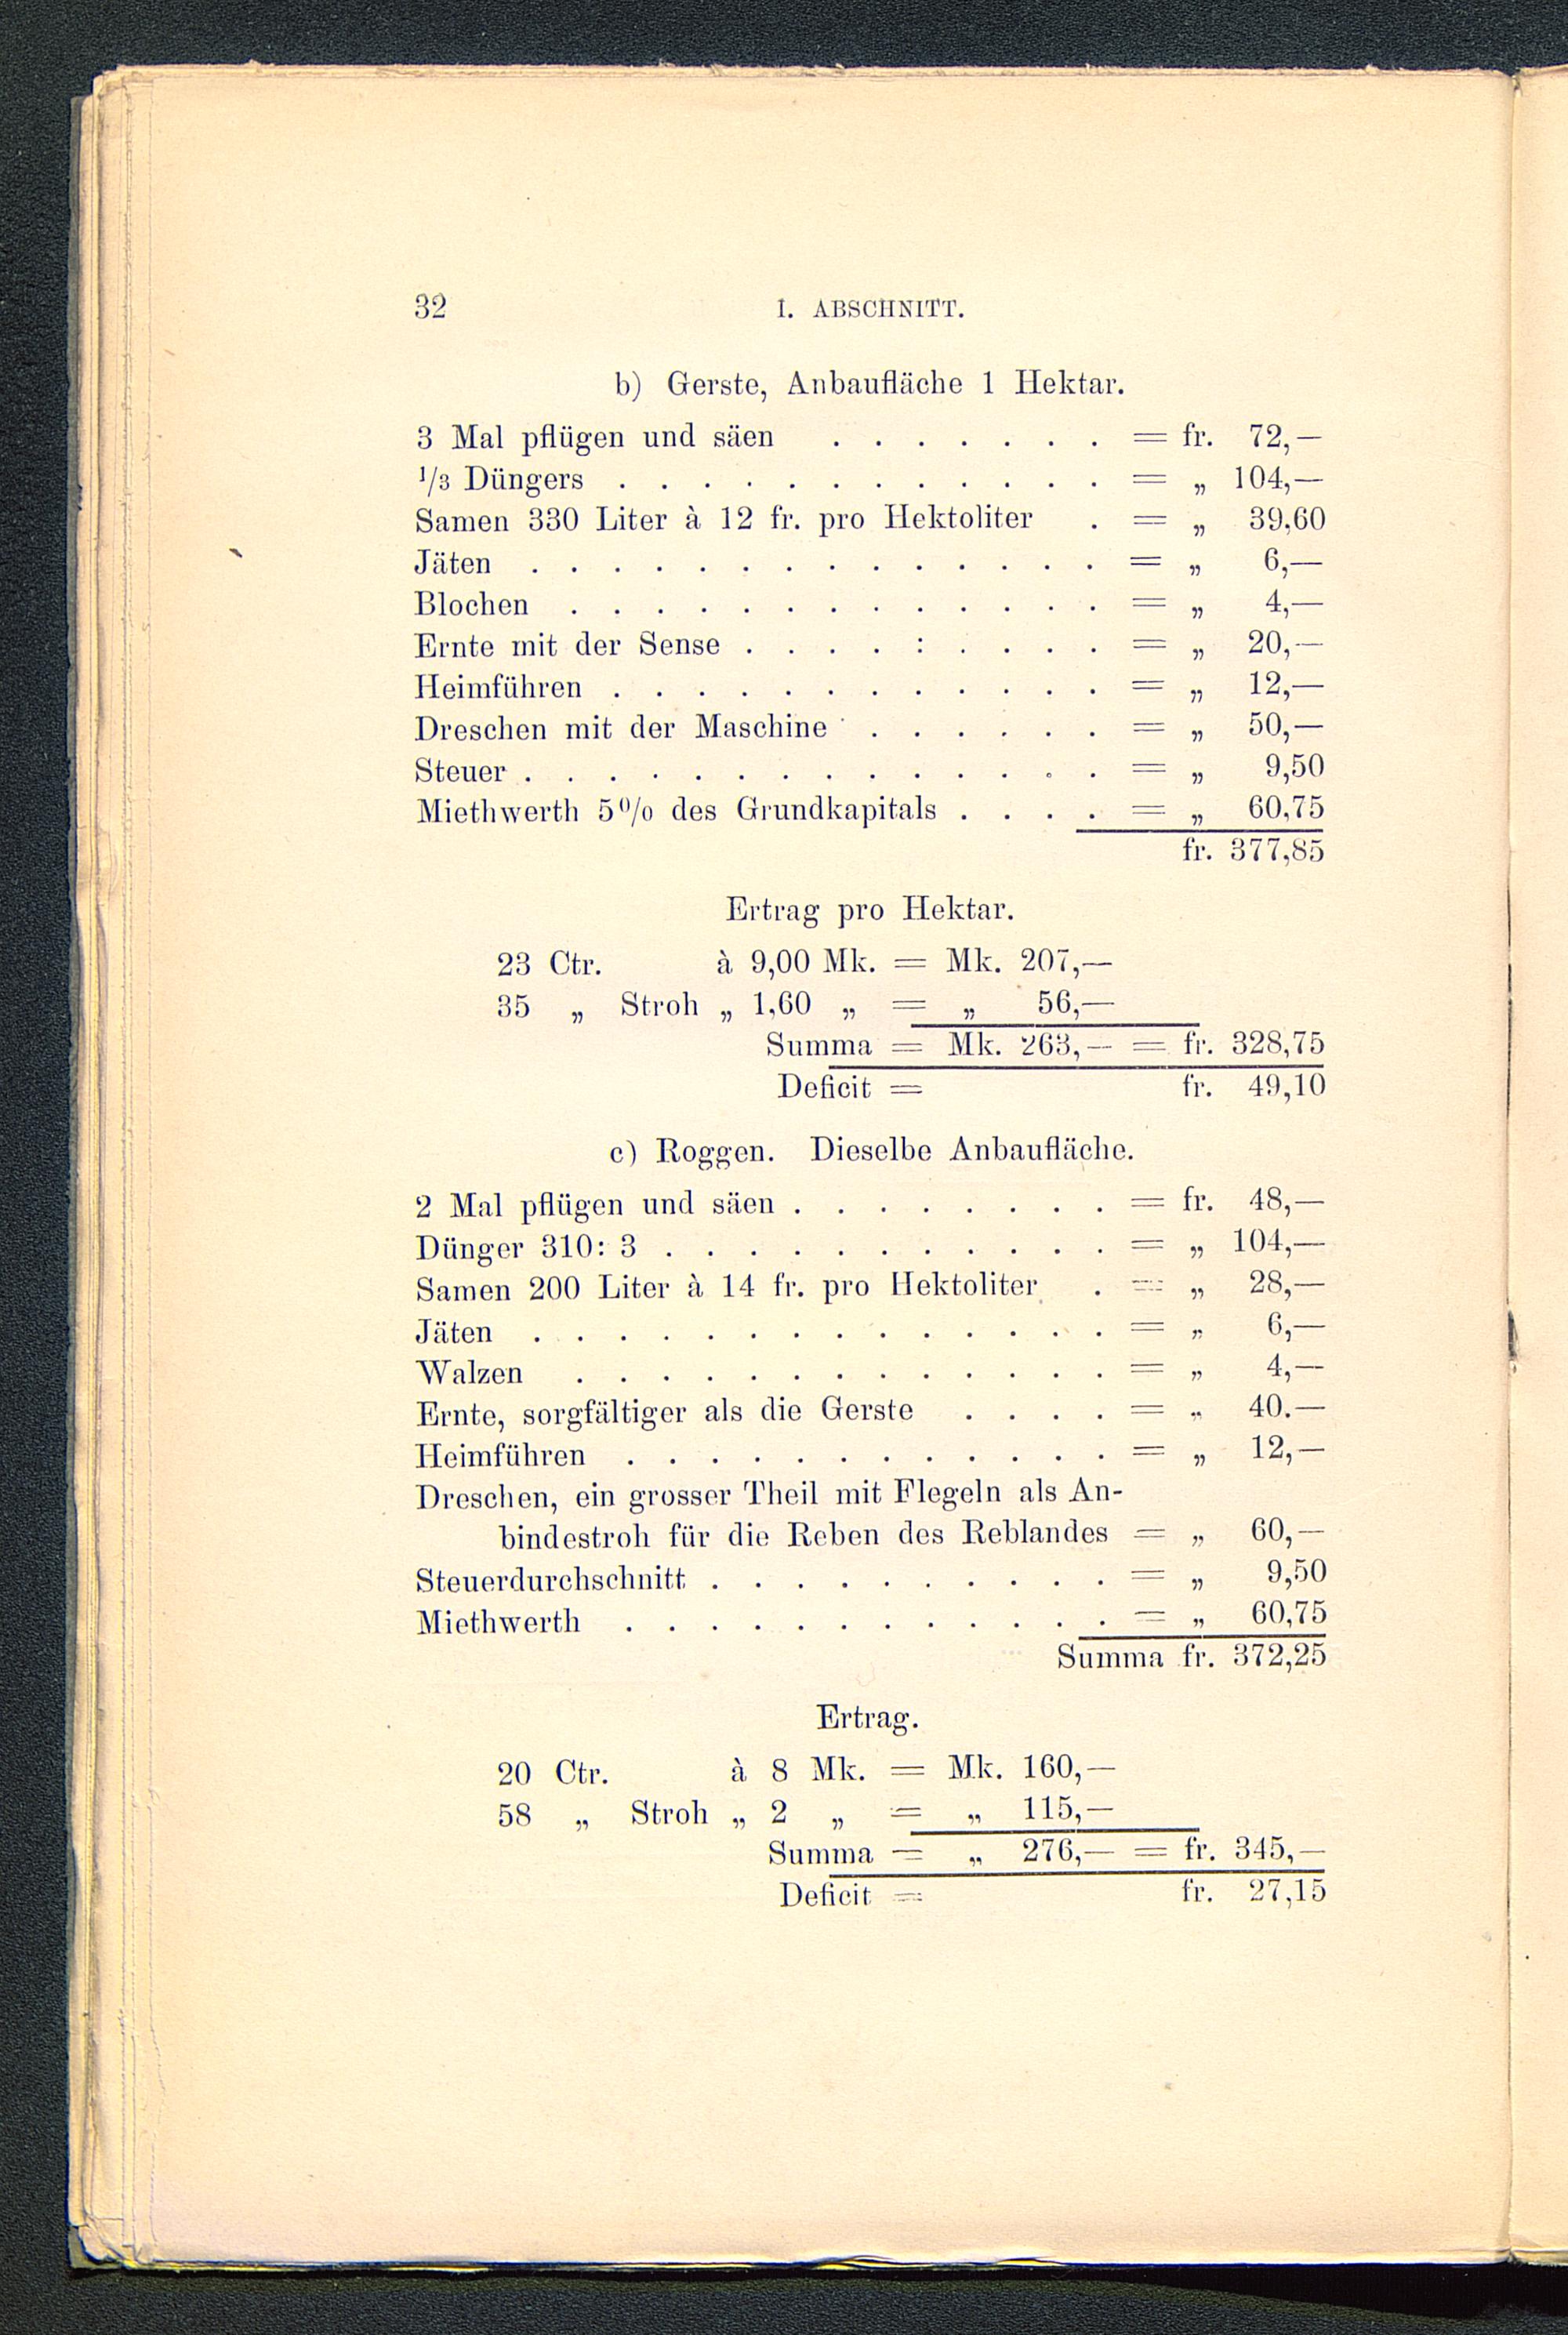 32 I. ABSCHNITT.
b) Gerste, Anbaufläche 1 Hektar.
3 Mal pflügen und säen . . . . . . . = fr. 72,—
1/3 Düngers . . . . . . . . . . . . = „ 104,—
Samen 330 Liter à 12 fr. pro Hektoliter . = „ 39,60
Jäten . . . . . . . . . . . . . . = „ 6,—
Blochen . . . . . . . . . . . . . = „ 4,—
Ernte mit der Sense . . . . : . . . . = „ 20,—
Heimführen . . . . . . . . . . . . = „ 12,—
Dreschen mit der Maschine . . . . . . = „ 50,—
Steuer . . . . . . . . . . . . . . = „ 9,50
Miethwerth 5% des Grundkapitals . . . . = „ 60,75
fr. 377,85
Ertrag pro Hektar.
23 Ctr. à 9,00 Mk. = Mk. 207,—
35 „ Stroh „ 1,60 „ = „ 56,—
Summa = Mk. 263,— = fr. 328,75
Deficit = fr. 49,10
c) Roggen. Dieselbe Anbaufläche.
2 Mal pflügen und säen . . . . . . . . = fr. 48,—
Dünger 310: 3 . . . . . . . . . . . = „ 104,—
Samen 200 Liter à 14 fr. pro Hektoliter . = „ 28,—
Jäten . . . . . . . . . . . . . . = „ 6,—
Walzen . . . . . . . . . . . . . = „ 4,—
Ernte, sorgfältiger als die Gerste . . . . = „ 40.—
Heimführen . . . . . . . . . . . . = „ 12,—
Dreschen, ein grosser Theil mit Flegeln als An-
bindestroh für die Reben des Reblandes = „ 60,—
Steuerdurchschnitt . . . . . . . . . . = „ 9,50
Miethwerth . . . . . . . . . . . . = „ 60,75
Summa fr. 372,25
Ertrag.
20 Ctr. à 8 Mk. = Mk. 160,—
58 „ Stroh „ 2 „ = „ 115,—
Summa = „ 276,— = fr. 345,—
Deficit = fr. 27,15